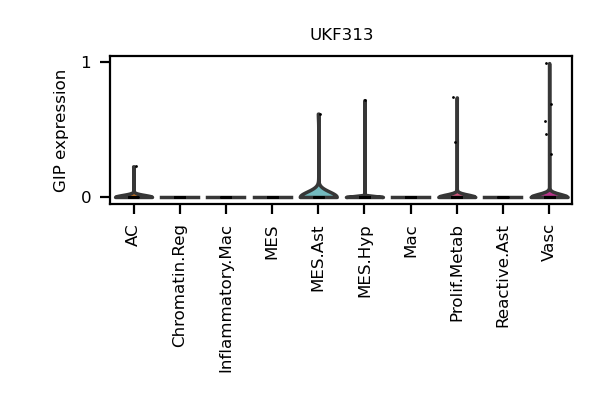 UKF313
GIP expression
1
0
AC
Chromatin.Reg
Inflammatory.Mac
MES
MES.Ast
MES.Hyp
Mac
Prolif.Metab
Reactive.Ast
Vasc